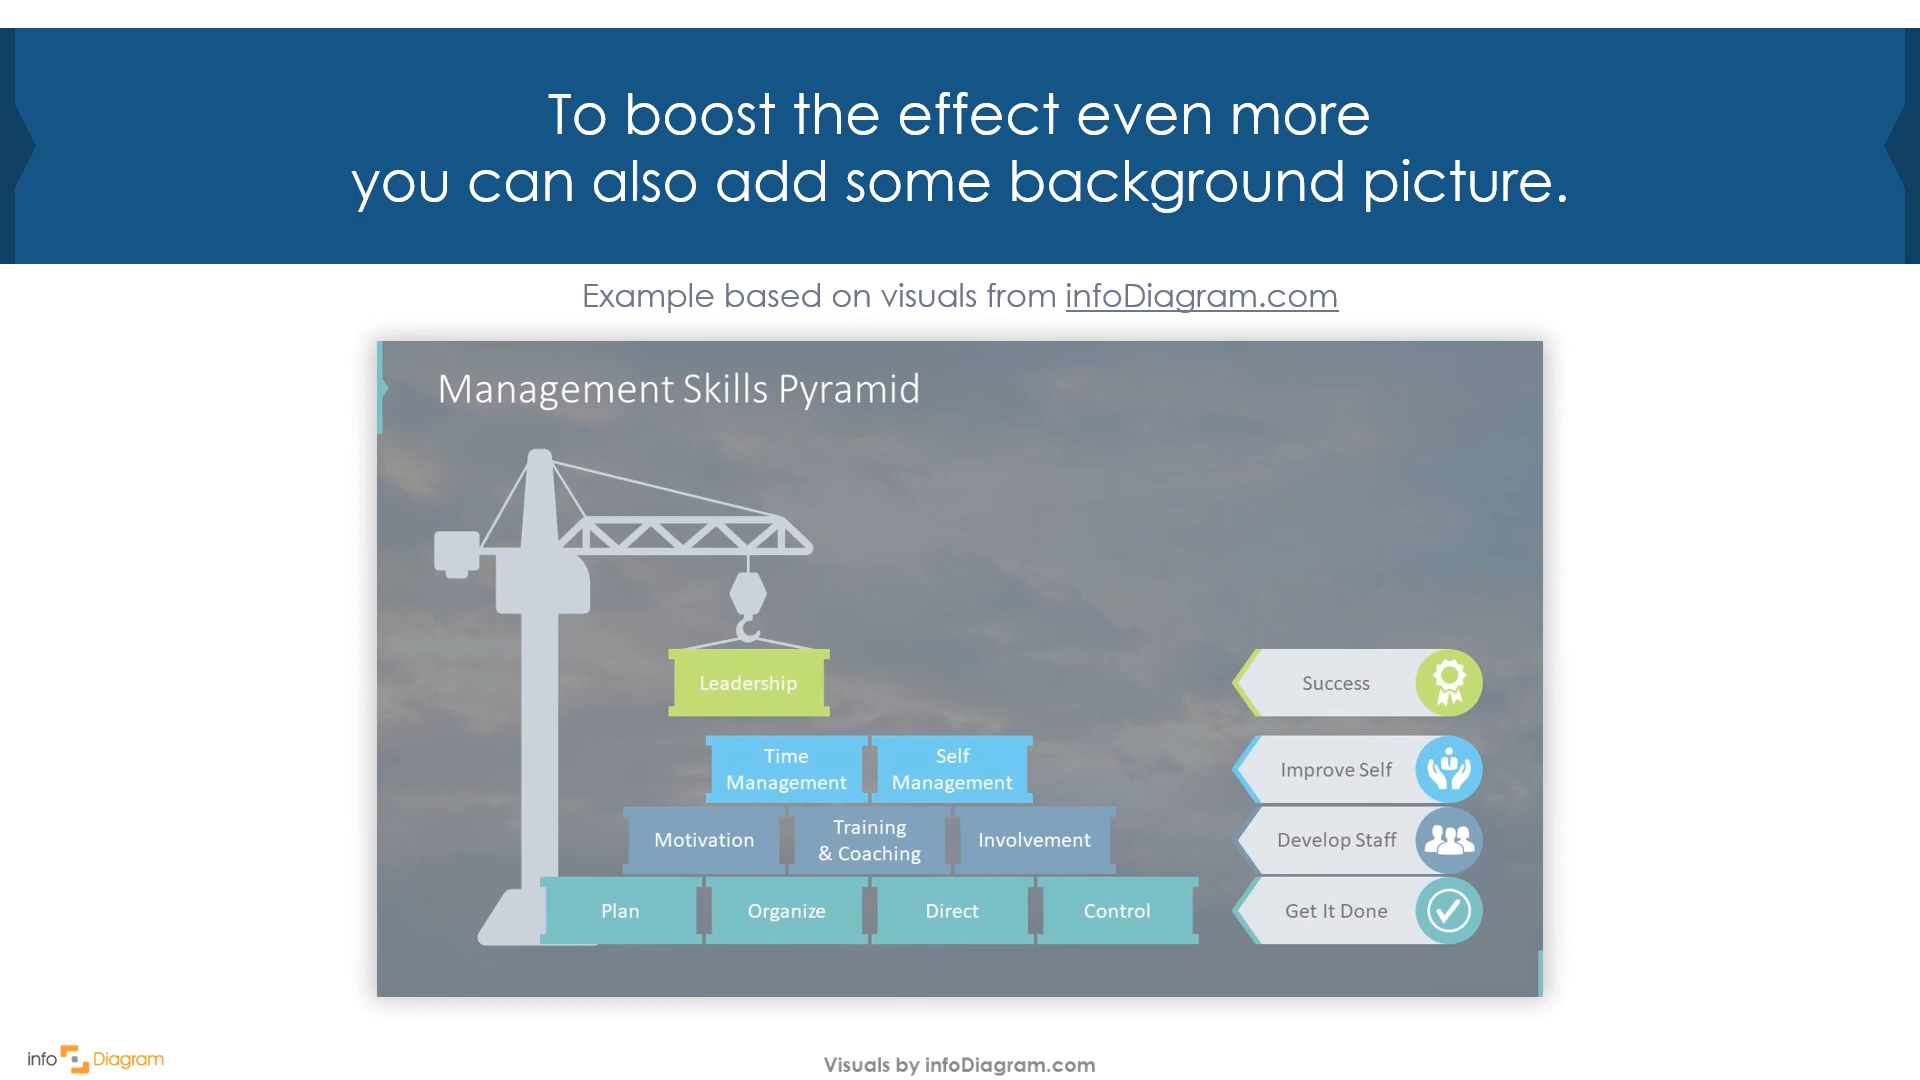 To boost the effect even more
you can also add some background picture.
Example based on visuals from infoDiagram.com
Management Skills Pyramid
Leadership
Success
Time
Management
Self
Management
Improve Self
Motivation
Training
& Coaching
Involvement
Develop Staff
Plan
Organize
Direct
Control
Get It Done
info Diagram
Visuals by infoDiagram.com